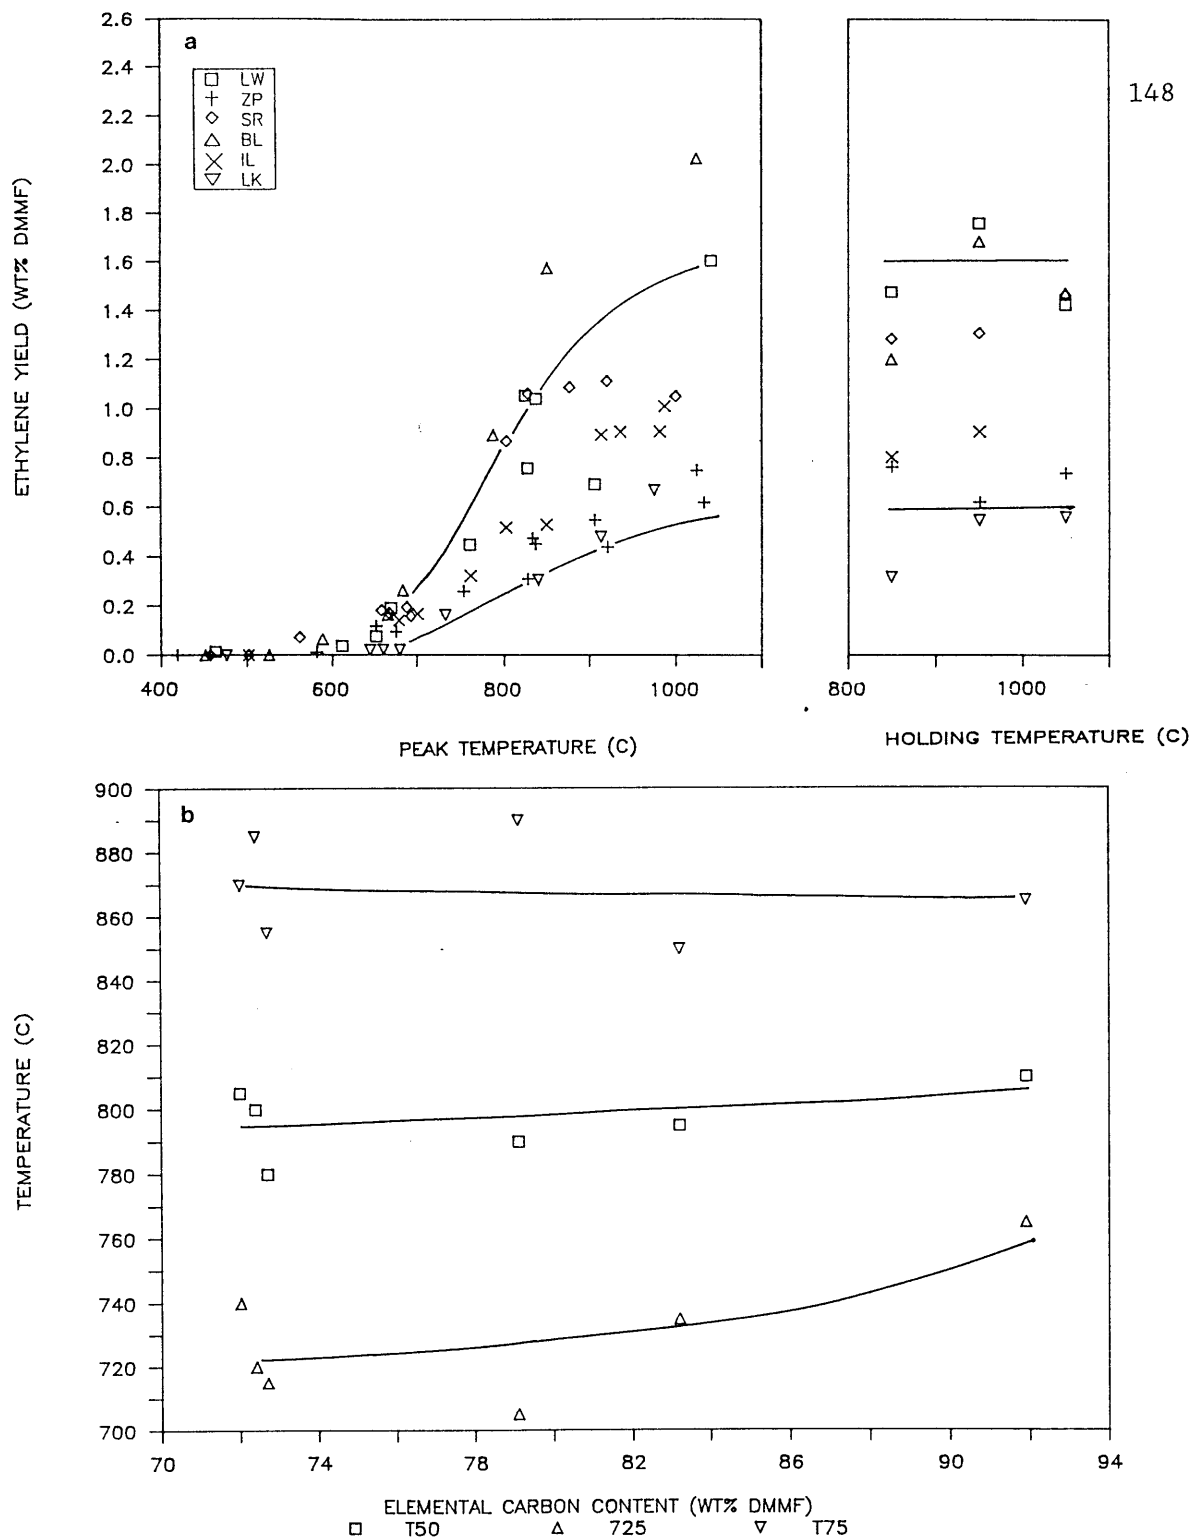 a
2.6
2.4
2.2
2.0
1.8
1.6
1.4
1.2
1.0
0.8
0.6
0.4
0.2
0.0
ETHYLENE YIELD (WT% DMMF)
LW
ZP
SR
BL
IL
LK
148
400 600 800 1000
800 1000
PEAK TEMPERATURE (C)
HOLDING TEMPERATURE (C)
b
900
880
860
840
820
800
780
760
740
720
700
TEMPERATURE (C)
70 74 78 82 86 90 94
ELEMENTAL CARBON CONTENT (WT% DMMF)
T50 725 T75